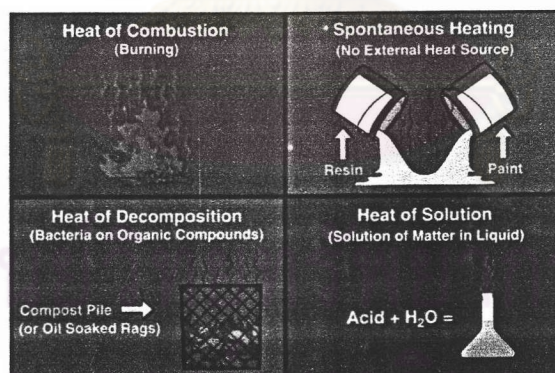 Heat of Combustion
(Burning)
• Spontaneous Heating
(No External Heat Source)
Resin
Paint
Heat of Decomposition
(Bacteria on Organic Compounds)
Compost Pile
(or Oil Soaked Rags)
Heat of Solution
(Solution of Matter in Liquid)
Acid + H₂O =